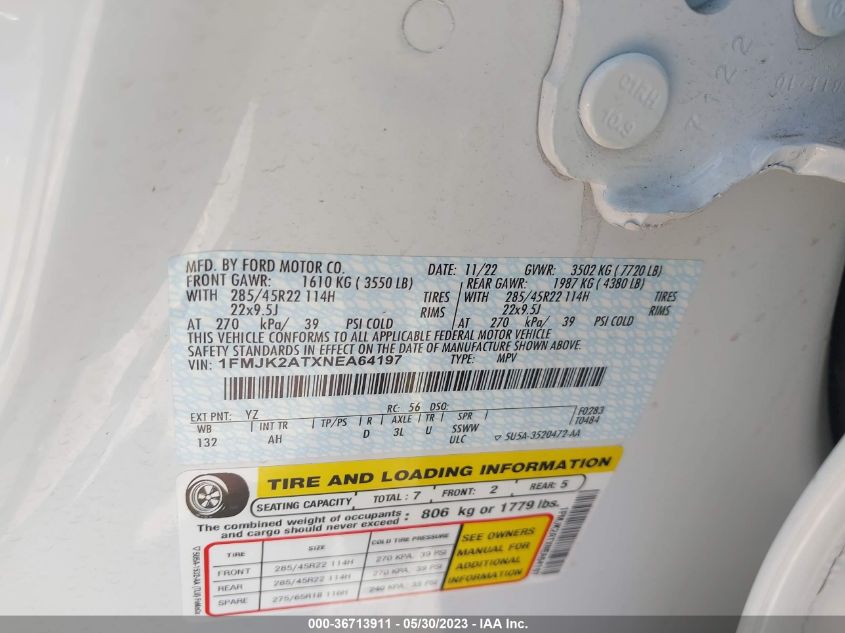 MFD. BY FORD MOTOR CO. DATE: 11/22 GVWR: 3502 KG ( 7720 LB)
FRONT GAWR: 1610 KG ( 3550 LB) REAR GAWR: 1987 KG ( 4380 LB)
WITH 285/45R22 114H TIRES WITH 285/45R22 114H TIRES
22x9.5J RIMS 22x9.5J RIMS
AT 270 kPa/ 39 PSI COLD AT 270 kPa/ 39 PSI COLD
THIS VEHICLE CONFORMS TO ALL APPLICABLE FEDERAL MOTOR VEHICLE
SAFETY STANDARDS IN EFFECT ON THE DATE OF MANUFACTURE SHOWN ABOVE.
VIN: 1FMJK2ATXNEA64197 TYPE: MPV
EXT PNT: YZ RC: 56 DSO: F0283
WB INT TR TP/PS R AXLE TR SPR T0484
132 AH D 3L U SSWW
ULC ▽ 5U5A-3520472-AA
TIRE AND LOADING INFORMATION
SEATING CAPACITY TOTAL : 7 FRONT: 2 REAR: 5
The combined weight of occupants and cargo should never exceed : 806 kg or 1779 lbs.
TIRE SIZE COLD TIRE PRESSURE
FRONT 285/45R22 114H 270 KPA, 39 PSI
REAR 285/45R22 114H 270 KPA, 39 PSI
SPARE 275/65R18 116H 240 KPA, 35 PSI
SEE OWNERS
MANUAL FOR
ADDITIONAL
INFORMATION
10.9
7 22
000-36713911 - 05/30/2023 - IAA Inc.